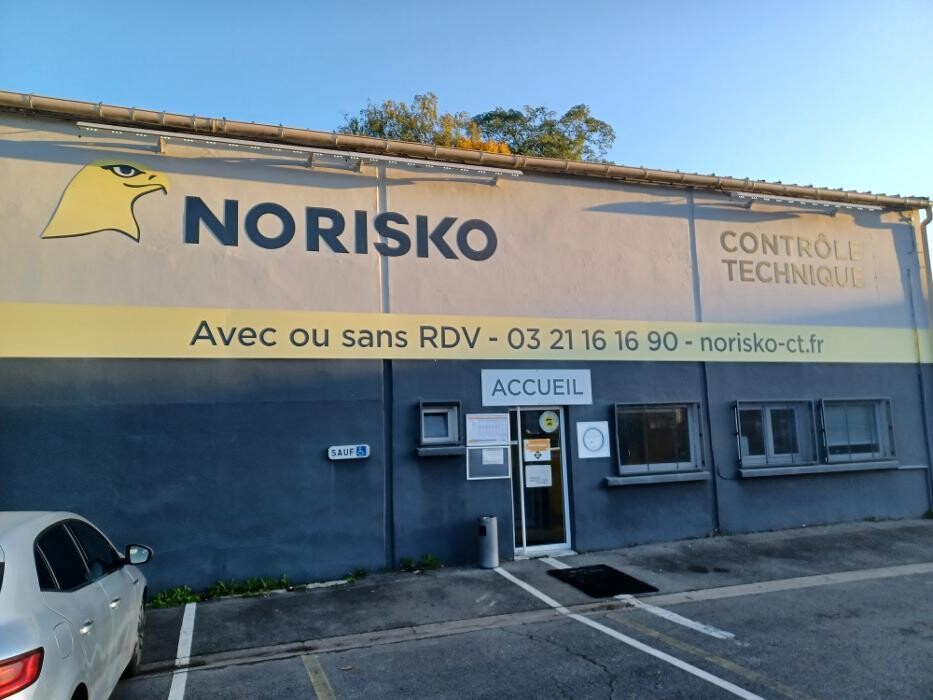 NORISKO
CONTRÔLE
TECHNIQUE
Avec ou sans RDV - 03 21 16 16 90 - norisko-ct.fr
ACCUEIL
SAUF